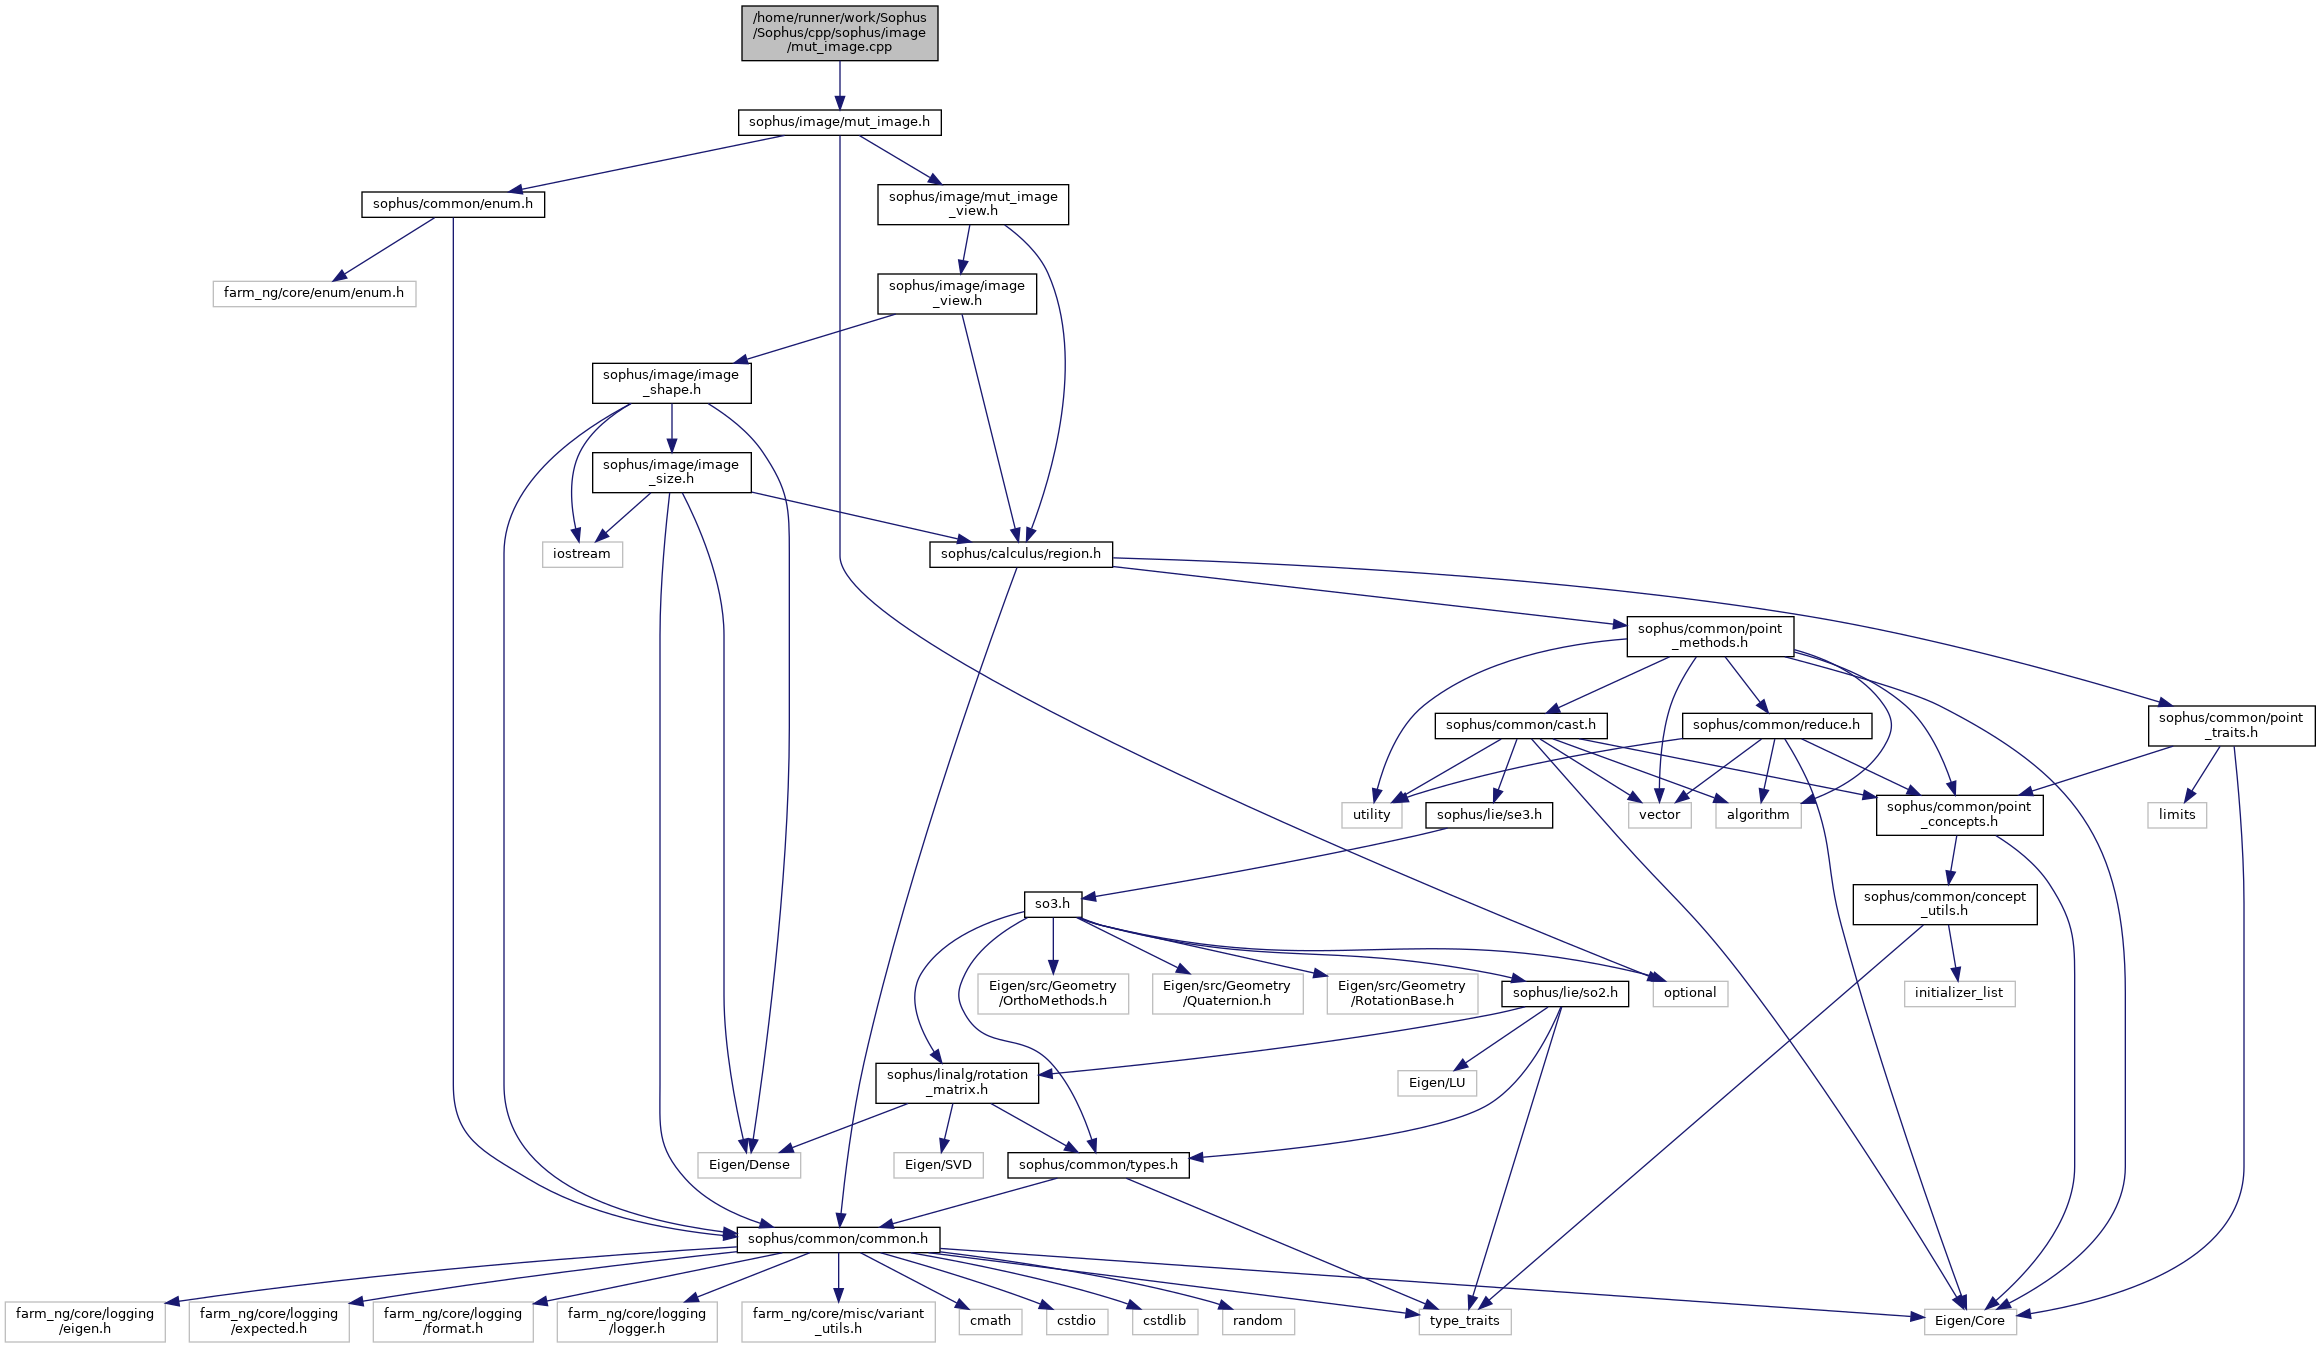 /home/runner/work/Sophus
/Sophus/cpp/sophus/image
/mut_image.cpp
sophus/image/mut_image.h
sophus/common/enum.h
sophus/image/mut_image
_view.h
farm_ng/core/enum/enum.h
sophus/image/image
_view.h
sophus/image/image
_shape.h
sophus/image/image
_size.h
iostream
sophus/calculus/region.h
sophus/common/point
_methods.h
sophus/common/cast.h
sophus/common/reduce.h
sophus/common/point
_traits.h
utility
sophus/lie/se3.h
vector
algorithm
sophus/common/point
_concepts.h
limits
so3.h
sophus/common/concept
_utils.h
Eigen/src/Geometry
/OrthoMethods.h
Eigen/src/Geometry
/Quaternion.h
Eigen/src/Geometry
/RotationBase.h
sophus/lie/so2.h
optional
initializer_list
sophus/linalg/rotation
_matrix.h
Eigen/LU
Eigen/Dense
Eigen/SVD
sophus/common/types.h
sophus/common/common.h
farm_ng/core/logging
/eigen.h
farm_ng/core/logging
/expected.h
farm_ng/core/logging
/format.h
farm_ng/core/logging
/logger.h
farm_ng/core/misc/variant
_utils.h
cmath
cstdio
cstdlib
random
type_traits
Eigen/Core